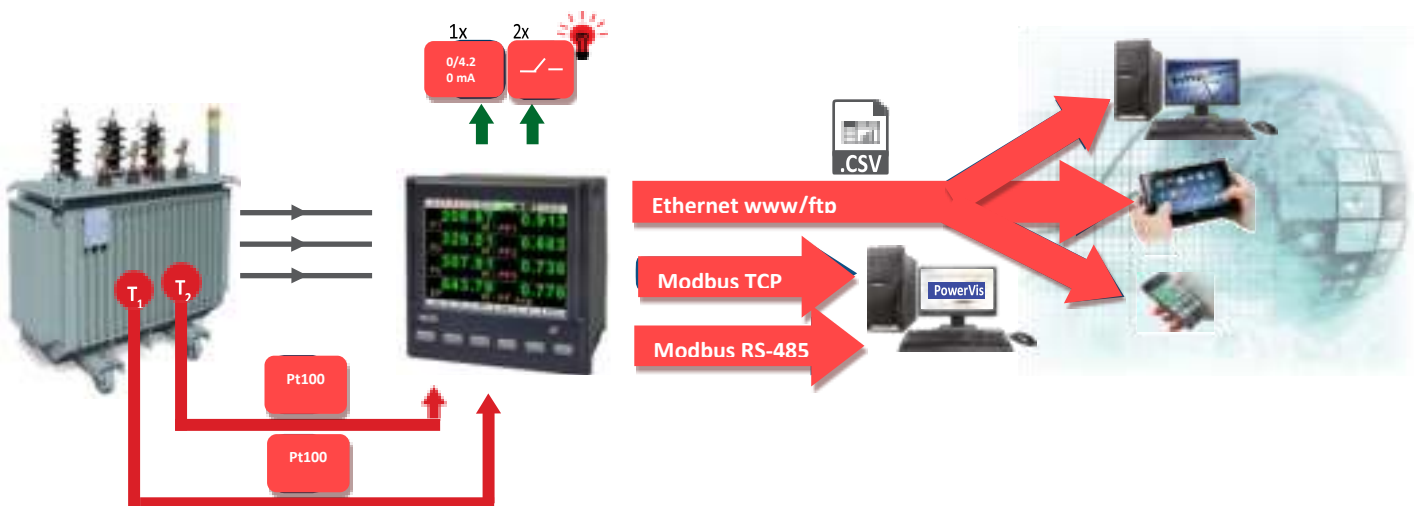 1x
2x
0/4.2
0 mA
.CSV
Ethernet www/ftp
Modbus TCP
PowerVis
Modbus RS-485
T1
T2
Pt100
Pt100